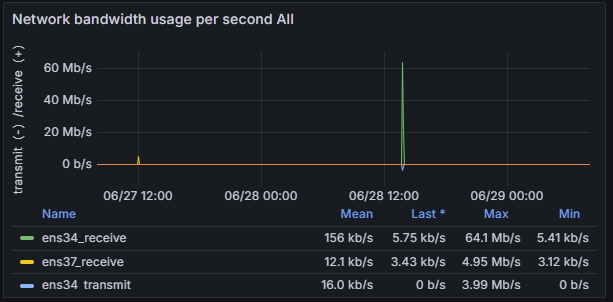 Network bandwidth usage per second All
transmit (-) /receive (+)
60 Mb/s
40 Mb/s
20 Mb/s
0 b/s
06/27 12:00 06/28 00:00 06/28 12:00 06/29 00:00
Name Mean Last * Max Min
ens34_receive 156 kb/s 5.75 kb/s 64.1 Mb/s 5.41 kb/s
ens37_receive 12.1 kb/s 3.43 kb/s 4.95 Mb/s 3.12 kb/s
ens34 transmit 16.0 kb/s 0 b/s 3.99 Mb/s 0 b/s